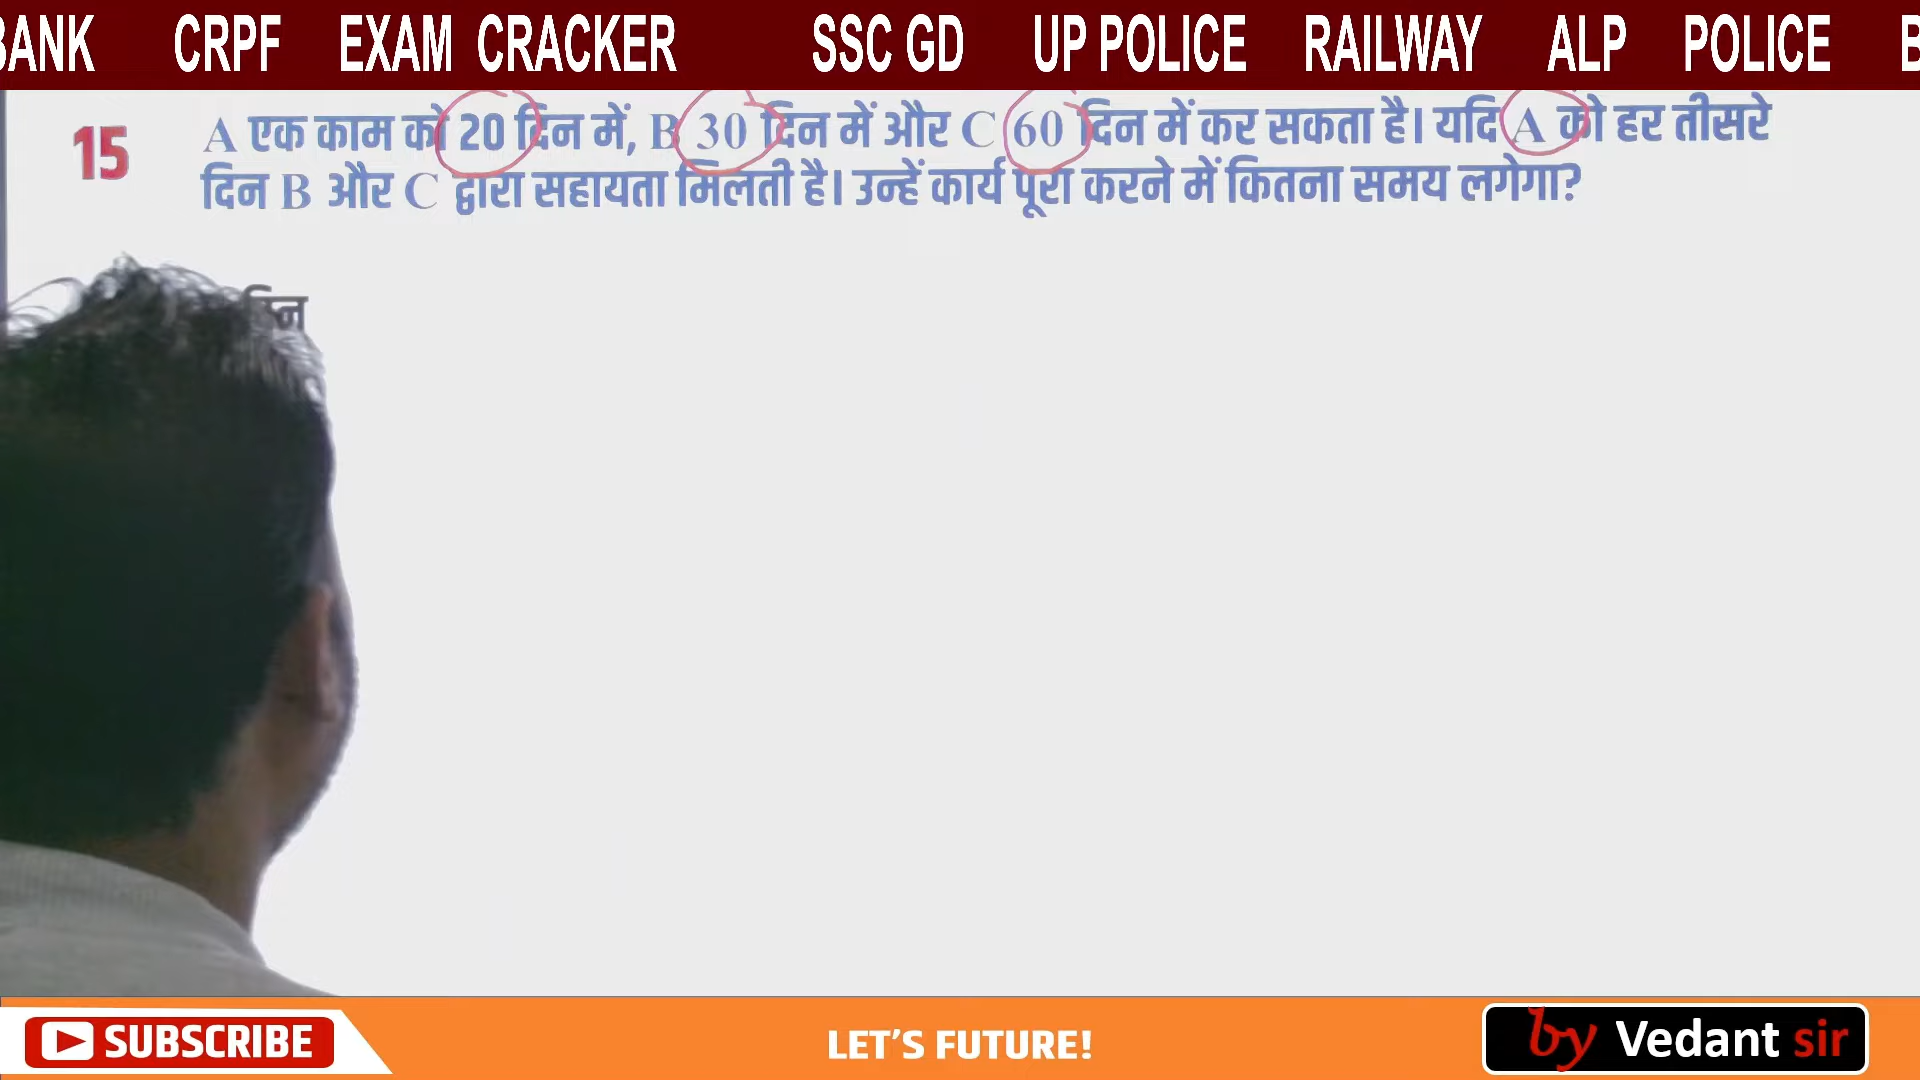 CRPF EXAM CRACKER SSC GD UP POLICE RAILWAY ALP POLICE
15
A एक काम को 20 दिन में, B 30 दिन में और C 60 दिन में कर सकता है। यदि A को हर तीसरे
दिन B और C द्वारा सहायता मिलती है। उन्हें कार्य पूरा करने में कितना समय लगेगा?
SUBSCRIBE
LET'S FUTURE!
by Vedant sir